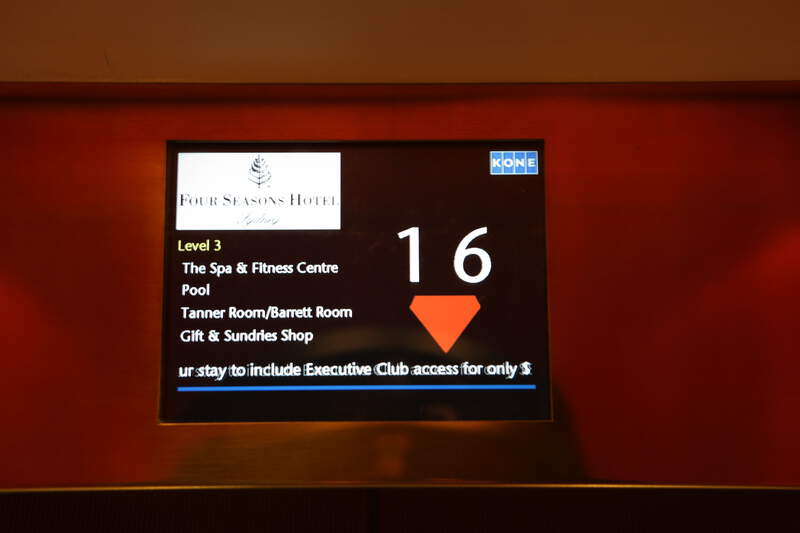 KONE
FOUR SEASONS HOTEL
Sydney
Level 3
The Spa & Fitness Centre
Pool
Tanner Room/Barrett Room
Gift & Sundries Shop
16
ur stay to include Executive Club access for only $